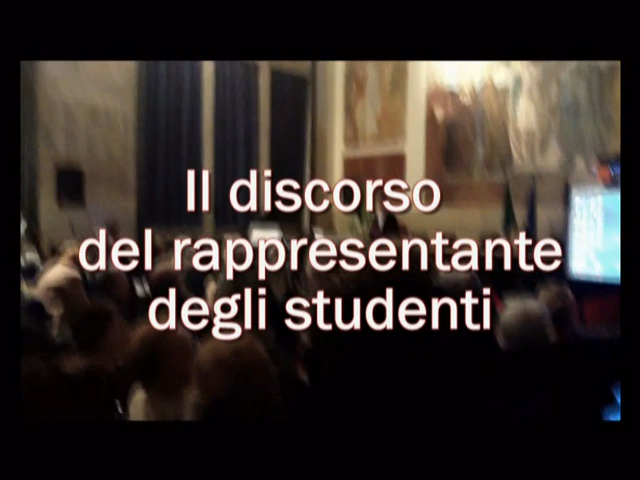 Il discorso
del rappresentante
degli studenti